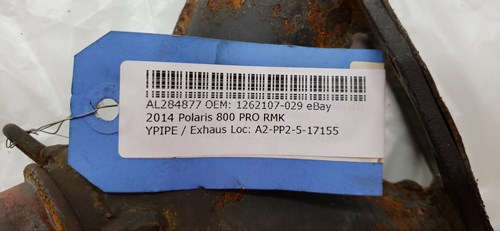 AL284877 OEM: 1262107-029 eBay
2014 Polaris 800 PRO RMK
YPIPE / Exhaus Loc: A2-PP2-5-17155